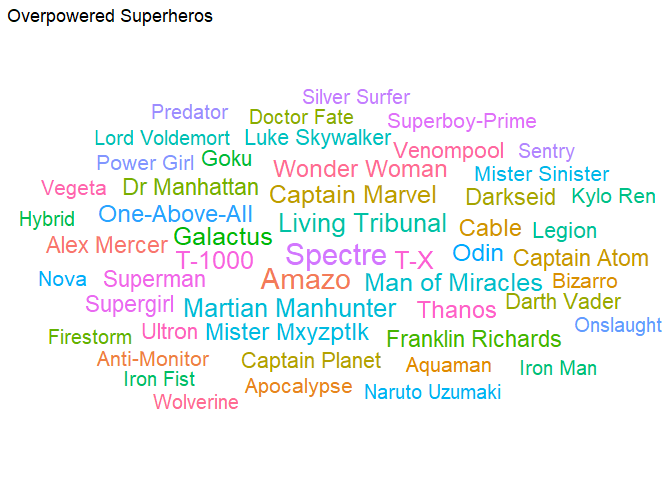 Overpowered Superheros
Silver Surfer
Predator Doctor Fate Superboy-Prime
Lord Voldemort Luke Skywalker
Power Girl Goku Venompool Sentry
Wonder Woman Mister Sinister
Vegeta Dr Manhattan Captain Marvel Darkseid Kylo Ren
Hybrid One-Above-All Living Tribunal Cable Legion
Alex Mercer Galactus
T-1000 Spectre T-X Odin Captain Atom
Nova Superman Amazo Man of Miracles Bizarro
Supergirl Martian Manhunter Thanos Darth Vader
Firestorm Ultron Mister Mxyzptlk Franklin Richards Onslaught
Anti-Monitor Captain Planet Aquaman Iron Man
Iron Fist Apocalypse Naruto Uzumaki
Wolverine